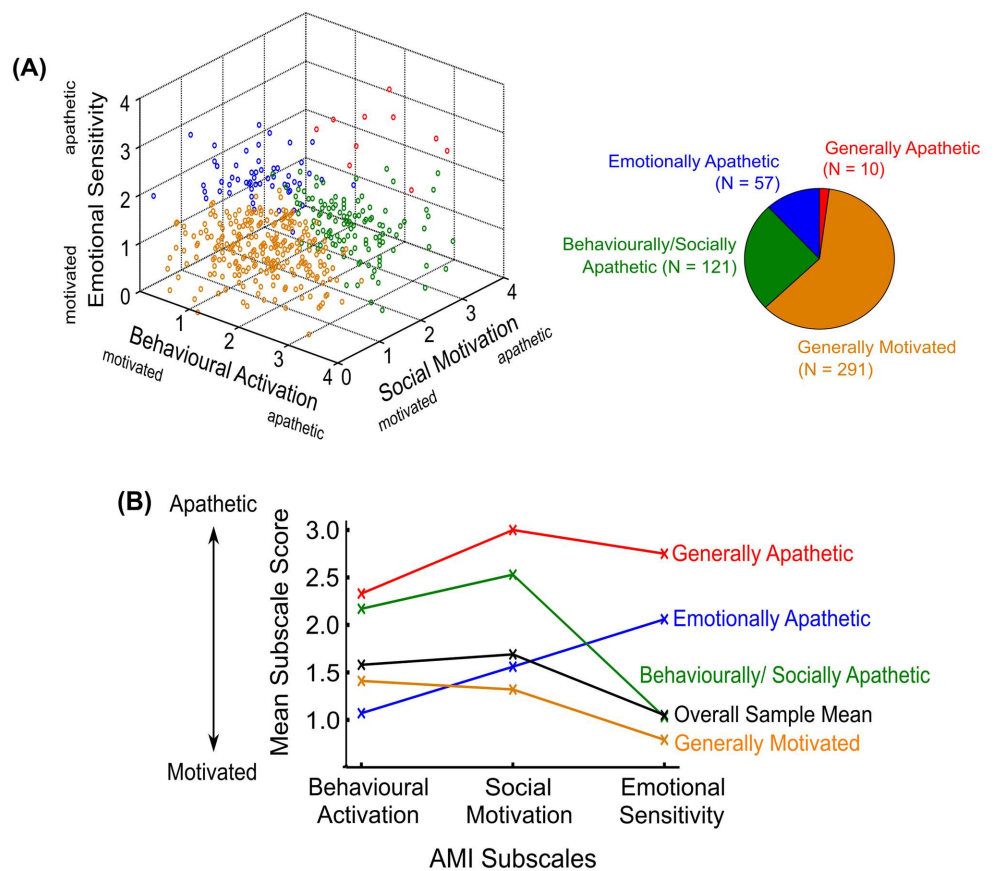 (A)
apathetic
motivated
Emotional Sensitivity
4
3
2
1
0
1
2
3
4
Behavioural Activation
motivated
apathetic
0
1
2
3
4
Social Motivation
motivated
apathetic
Emotionally Apathetic
(N = 57)
Generally Apathetic
(N = 10)
Behaviourally/Socially
Apathetic (N = 121)
Generally Motivated
(N = 291)
(B)
Apathetic
Motivated
Mean Subscale Score
3.0
2.5
2.0
1.5
1.0
Generally Apathetic
Emotionally Apathetic
Behaviourally/ Socially Apathetic
Overall Sample Mean
Generally Motivated
Behavioural
Activation
Social
Motivation
Emotional
Sensitivity
AMI Subscales